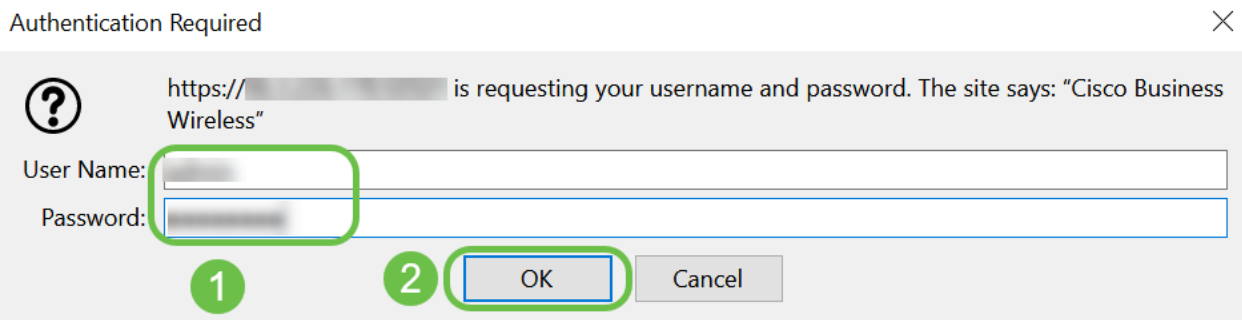 Authentication Required
https:// is requesting your username and password. The site says: “Cisco Business
Wireless”
User Name:
Password:
1
2
OK
Cancel